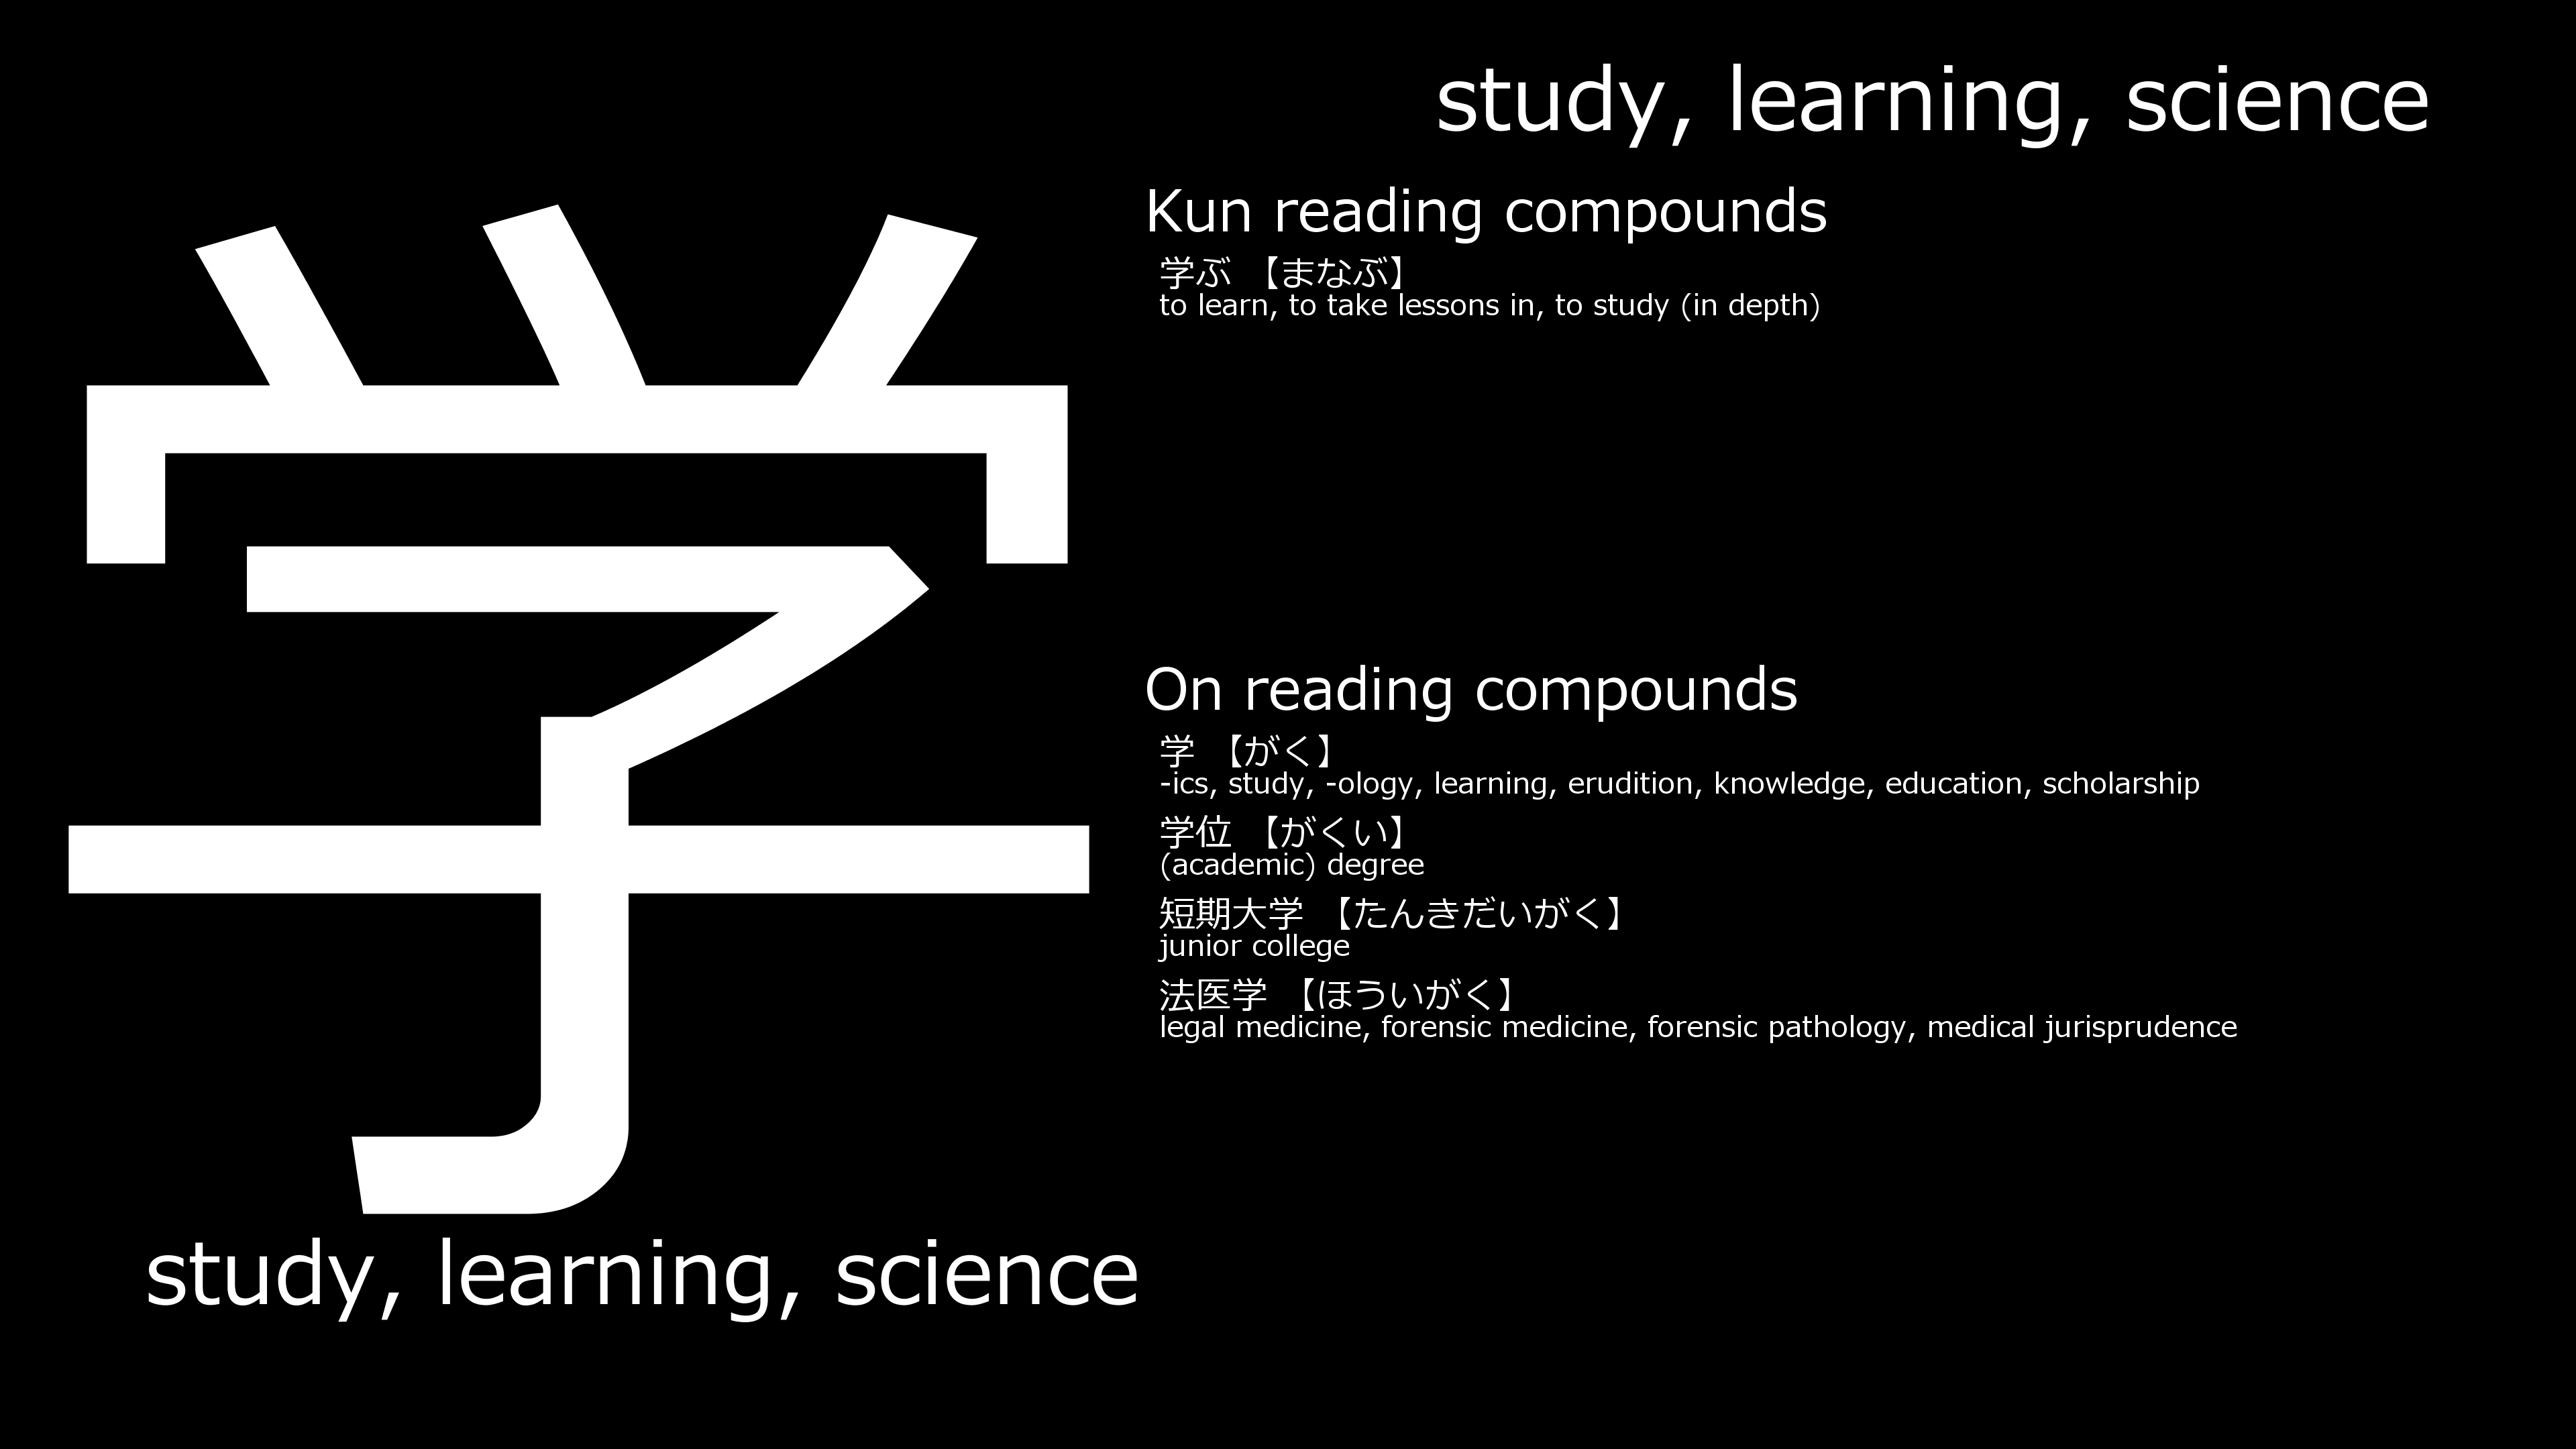 学
study, learning, science
study, learning, science
Kun reading compounds
学ぶ 【まなぶ】
to learn, to take lessons in, to study (in depth)
On reading compounds
学 【がく】
-ics, study, -ology, learning, erudition, knowledge, education, scholarship
学位 【がくい】
(academic) degree
短期大学 【たんきだいがく】
junior college
法医学 【ほういがく】
legal medicine, forensic medicine, forensic pathology, medical jurisprudence